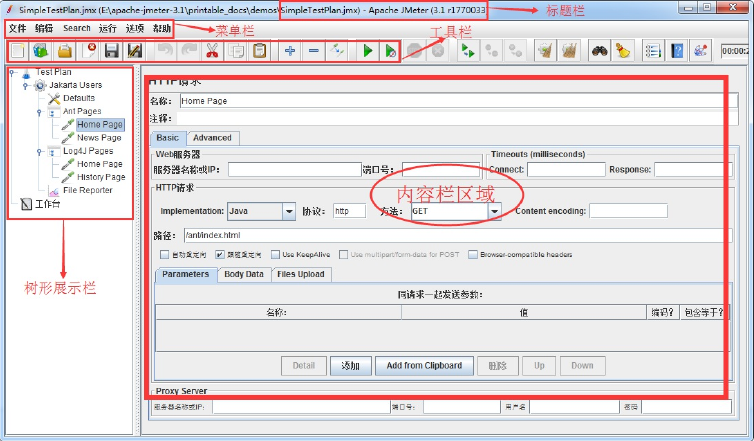 SimpleTestPlan.jmx (E:\apache-jmeter-3.1\printable_docs\demos\SimpleTestPlan.jmx) - Apache JMeter (3.1 r1770033
标题栏
文件 编辑 Search 运行 选项 帮助
菜单栏
工具栏
00:00:
Test Plan
Jakarta Users
Defaults
Ant Pages
Home Page
News Page
Log4J Pages
Home Page
History Page
File Reporter
工作台
树形展示栏
HTTP请求
名称: Home Page
注释:
Basic Advanced
Web服务器
Timeouts (milliseconds)
服务器名称或IP: 端口号: Connect: Response:
HTTP请求
内容栏区域
Implementation: Java 协议: http 方法: GET Content encoding:
路径: /ant/index.html
自动重定向 跟随重定向 Use KeepAlive Use multipart/form-data for POST Browser-compatible headers
Parameters Body Data Files Upload
同请求一起发送参数:
名称: 值 编码? 包含等于?
Detail 添加 Add from Clipboard 删除 Up Down
Proxy Server
服务器名称或IP: 端口号: 用户名 密码